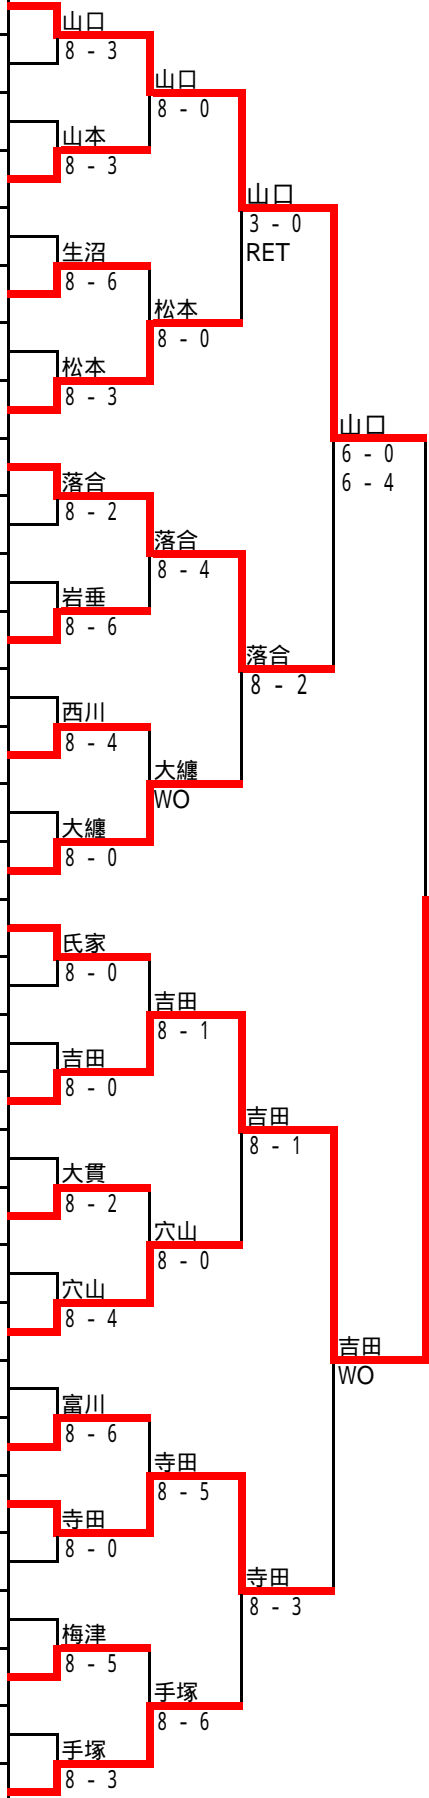 山口
8 - 3
山口
8 - 0
山本
8 - 3
山口
3 - 0
RET
生沼
8 - 6
松本
8 - 0
松本
8 - 3
山口
6 - 0
6 - 4
落合
8 - 2
落合
8 - 4
岩垂
8 - 6
落合
8 - 2
西川
8 - 4
大纏
WO
大纏
8 - 0
氏家
8 - 0
吉田
8 - 1
吉田
8 - 0
吉田
8 - 1
大貫
8 - 2
穴山
8 - 0
穴山
8 - 4
吉田
WO
富川
8 - 6
寺田
8 - 5
寺田
8 - 0
寺田
8 - 3
梅津
8 - 5
手塚
8 - 6
手塚
8 - 3